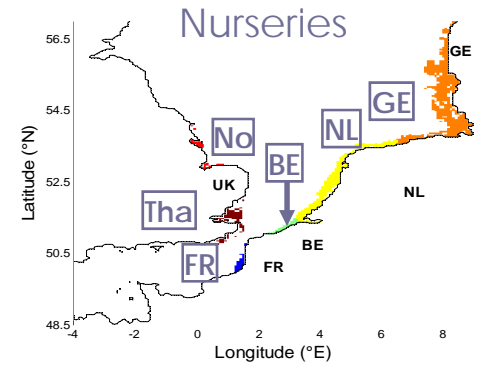 Nurseries
56.5
54.5
52.5
50.5
48.5
Latitude (°N)
GE
GE
NL
No
BE
UK
NL
Tha
BE
FR
FR
-4 -2 0 2 4 6 8
Longitude (°E)